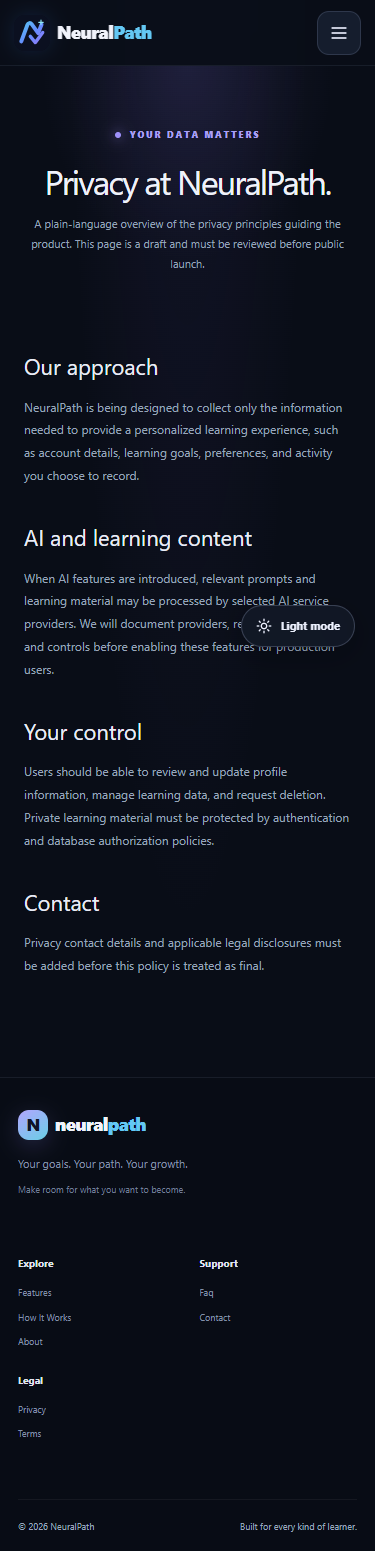 NeuralPath
YOUR DATA MATTERS
Privacy at NeuralPath.
A plain-language overview of the privacy principles guiding the
product. This page is a draft and must be reviewed before public
launch.
Our approach
NeuralPath is being designed to collect only the information
needed to provide a personalized learning experience, such
as account details, learning goals, preferences, and activity
you choose to record.
AI and learning content
When AI features are introduced, relevant prompts and
learning material may be processed by selected AI service
providers. We will document providers,
and controls before enabling these features for production
users.
Light mode
Your control
Users should be able to review and update profile
information, manage learning data, and request deletion.
Private learning material must be protected by authentication
and database authorization policies.
Contact
Privacy contact details and applicable legal disclosures must
be added before this policy is treated as final.
N neuralpath
Your goals. Your path. Your growth.
Make room for what you want to become.
Explore
Features
How It Works
About
Support
Faq
Contact
Legal
Privacy
Terms
© 2026 NeuralPath
Built for every kind of learner.